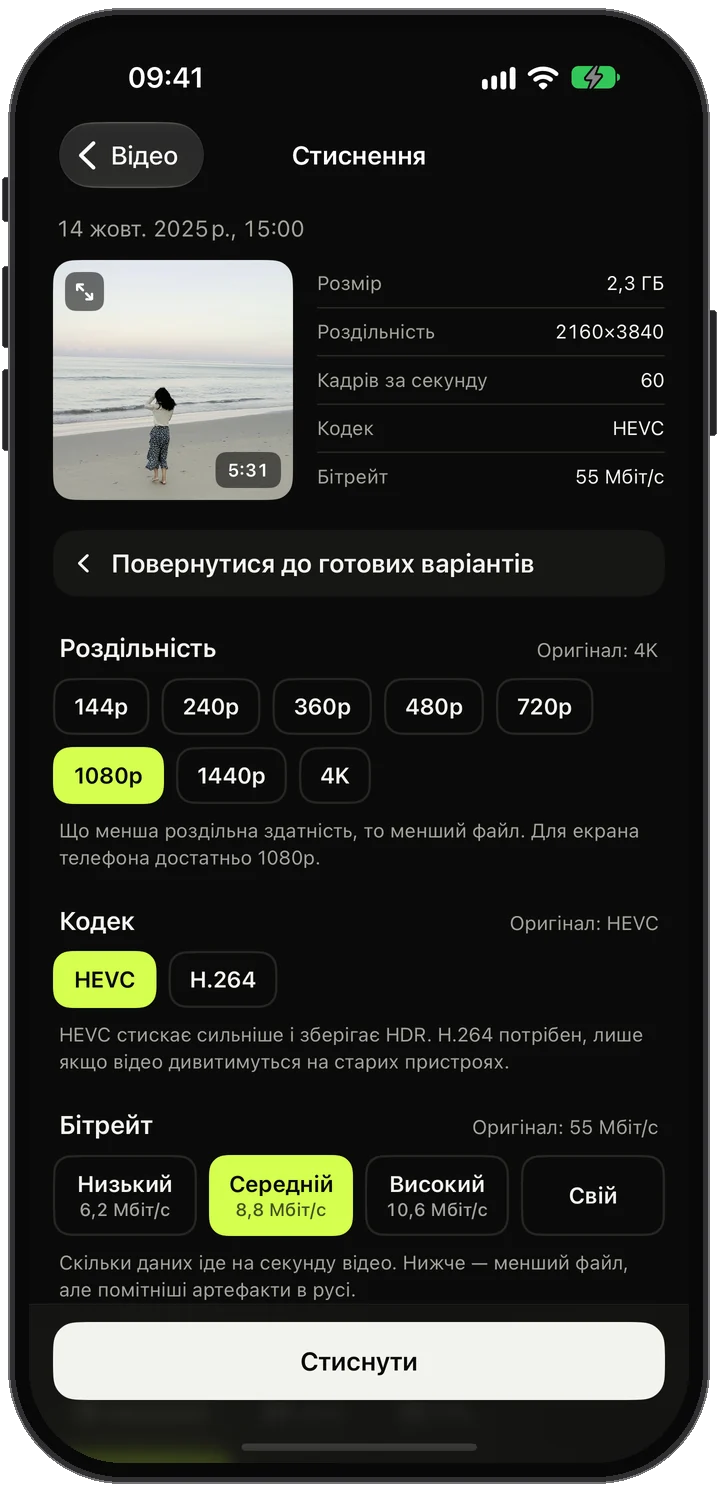 09:41
Відео
Стиснення
14 жовт. 2025 р., 15:00
Розмір 2,3 ГБ
Роздільність 2160×3840
Кадрів за секунду 60
Кодек HEVC
Бітрейт 55 Мбіт/с
5:31
Повернутися до готових варіантів
Роздільність Оригінал: 4K
144p 240p 360p 480p 720p
1080p 1440p 4K
Що менша роздільна здатність, то менший файл. Для екрана
телефона достатньо 1080p.
Кодек Оригінал: HEVC
HEVC H.264
HEVC стискає сильніше і зберігає HDR. H.264 потрібен, лише
якщо відео дивитимуться на старих пристроях.
Бітрейт Оригінал: 55 Мбіт/с
Низький Середній Високий Свій
6,2 Мбіт/с 8,8 Мбіт/с 10,6 Мбіт/с
Скільки даних іде на секунду відео. Нижче — менший файл,
але помітніші артефакти в русі.
Стиснути